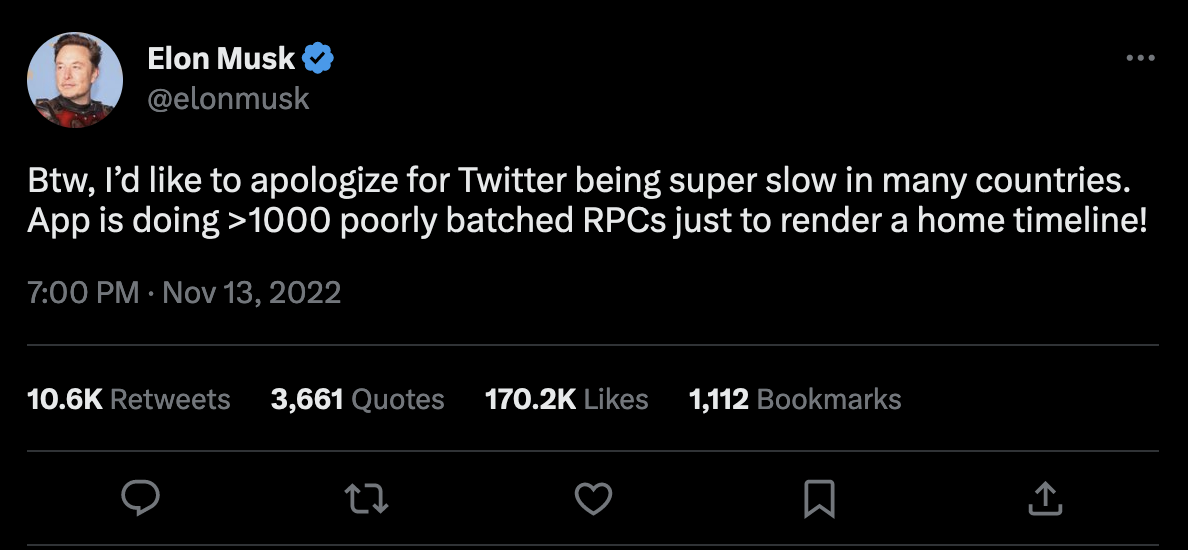 Elon Musk
@elonmusk
Btw, I’d like to apologize for Twitter being super slow in many countries.
App is doing >1000 poorly batched RPCs just to render a home timeline!
7:00 PM · Nov 13, 2022
10.6K Retweets 3,661 Quotes 170.2K Likes 1,112 Bookmarks